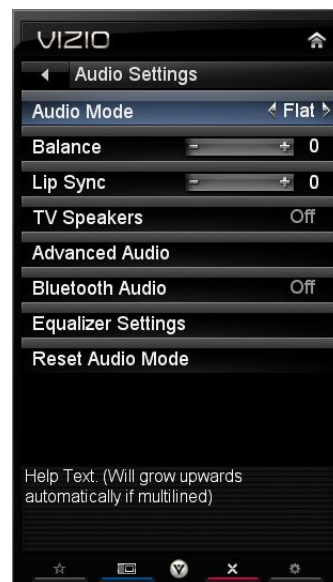 VIZIO
Audio Settings
Audio Mode Flat
Balance 0
Lip Sync 0
TV Speakers Off
Advanced Audio
Bluetooth Audio Off
Equalizer Settings
Reset Audio Mode
Help Text. (Will grow upwards
automatically if multilined)